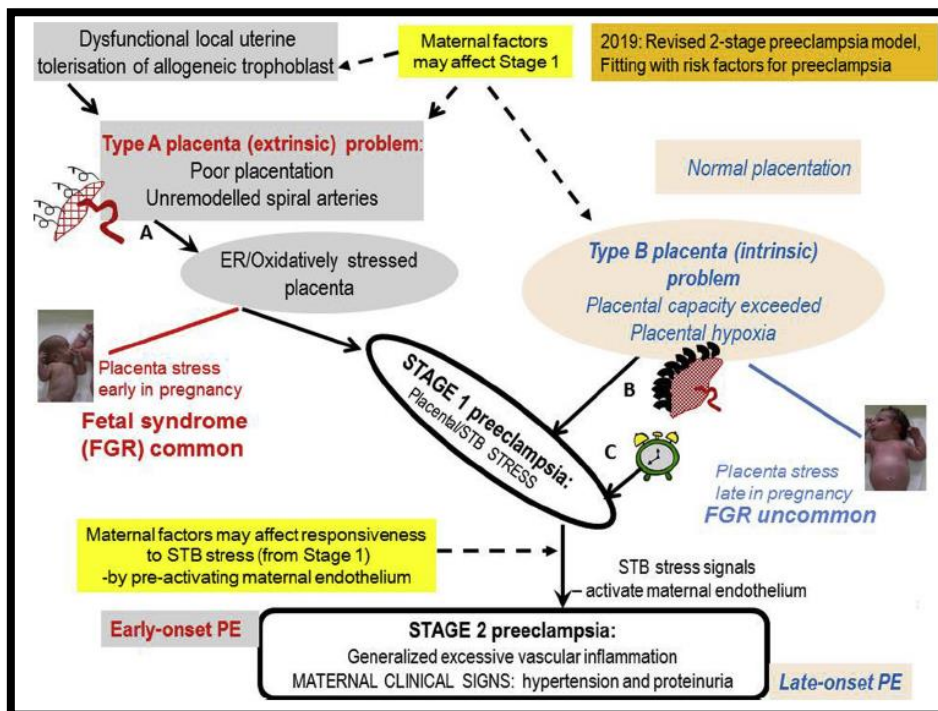 Dysfunctional local uterine
tolerisation of allogeneic trophoblast
Maternal factors
may affect Stage 1
2019: Revised 2-stage preeclampsia model,
Fitting with risk factors for preeclampsia
Type A placenta (extrinsic) problem:
Poor placentation
Unremodelled spiral arteries
Normal placentation
A
ER/Oxidatively stressed
placenta
Type B placenta (intrinsic)
problem
Placental capacity exceeded
Placental hypoxia
Placenta stress
early in pregnancy
Fetal syndrome
(FGR) common
STAGE 1 preeclampsia:
Placental/STB STRESS
B
C
Placenta stress
late in pregnancy
FGR uncommon
Maternal factors may affect responsiveness
to STB stress (from Stage 1)
-by pre-activating maternal endothelium
STB stress signals
– activate maternal endothelium
Early-onset PE
STAGE 2 preeclampsia:
Generalized excessive vascular inflammation
MATERNAL CLINICAL SIGNS: hypertension and proteinuria
Late-onset PE